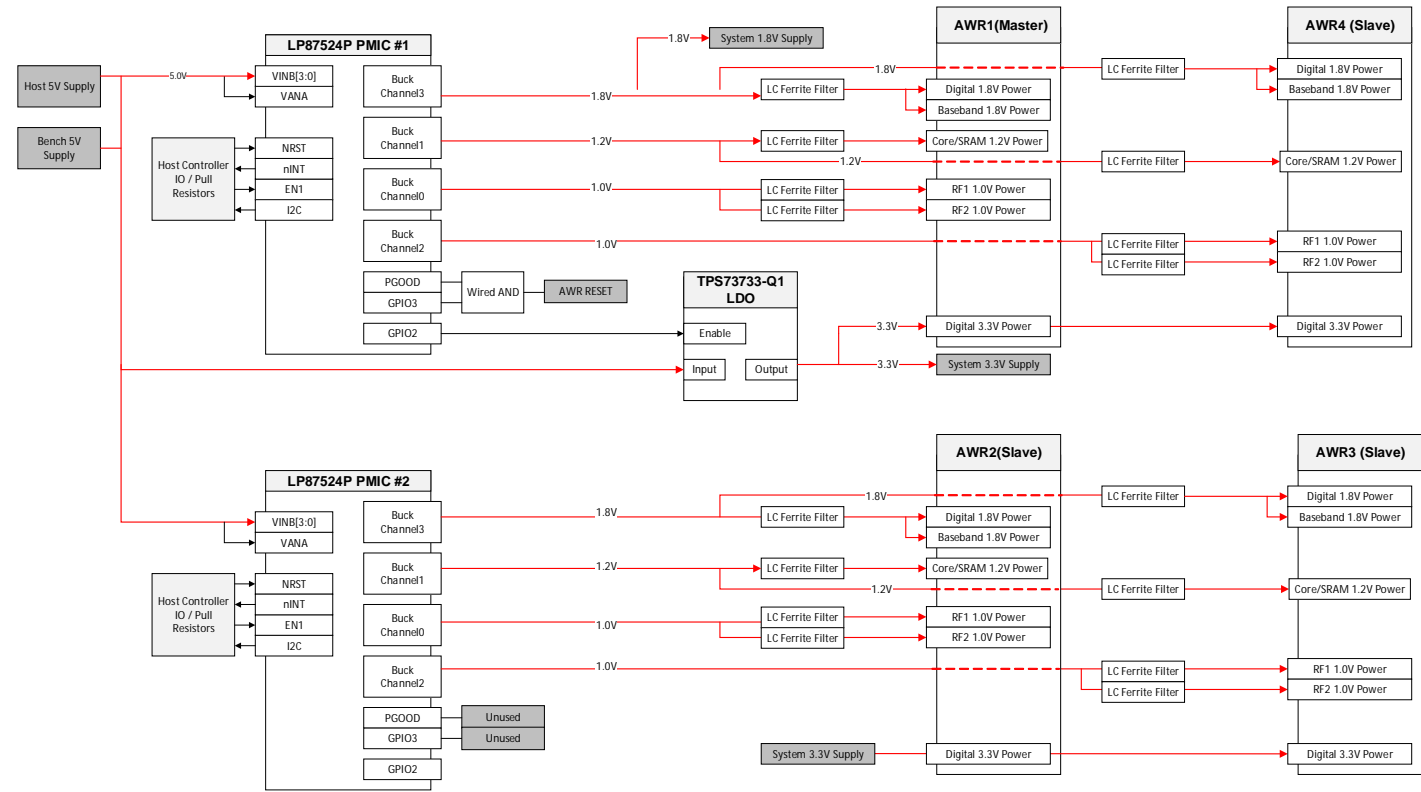 AWR1(Master)
AWR4 (Slave)
LP87524P PMIC #1
1.8V
System 1.8V Supply
Host 5V Supply
5.0V
VINB[3:0]
VANA
Buck
Channel3
1.8V
1.8V
LC Ferrite Filter
Digital 1.8V Power
Baseband 1.8V Power
LC Ferrite Filter
Digital 1.8V Power
Baseband 1.8V Power
Bench 5V
Supply
Host Controller
IO / Pull
Resistors
NRST
nINT
EN1
I2C
Buck
Channel1
1.2V
LC Ferrite Filter
Core/SRAM 1.2V Power
1.2V
LC Ferrite Filter
Core/SRAM 1.2V Power
Buck
Channel0
1.0V
LC Ferrite Filter
LC Ferrite Filter
RF1 1.0V Power
RF2 1.0V Power
Buck
Channel2
1.0V
LC Ferrite Filter
LC Ferrite Filter
RF1 1.0V Power
RF2 1.0V Power
PGOOD
GPIO3
Wired AND
AWR RESET
GPIO2
TPS73733-Q1
LDO
Enable
Input
Output
3.3V
Digital 3.3V Power
Digital 3.3V Power
3.3V
System 3.3V Supply
AWR2(Slave)
AWR3 (Slave)
LP87524P PMIC #2
VINB[3:0]
VANA
Buck
Channel3
1.8V
1.8V
LC Ferrite Filter
Digital 1.8V Power
Baseband 1.8V Power
LC Ferrite Filter
Digital 1.8V Power
Baseband 1.8V Power
Host Controller
IO / Pull
Resistors
NRST
nINT
EN1
I2C
Buck
Channel1
1.2V
LC Ferrite Filter
Core/SRAM 1.2V Power
1.2V
LC Ferrite Filter
Core/SRAM 1.2V Power
Buck
Channel0
1.0V
LC Ferrite Filter
LC Ferrite Filter
RF1 1.0V Power
RF2 1.0V Power
Buck
Channel2
1.0V
LC Ferrite Filter
LC Ferrite Filter
RF1 1.0V Power
RF2 1.0V Power
PGOOD
Unused
GPIO3
Unused
GPIO2
System 3.3V Supply
Digital 3.3V Power
Digital 3.3V Power